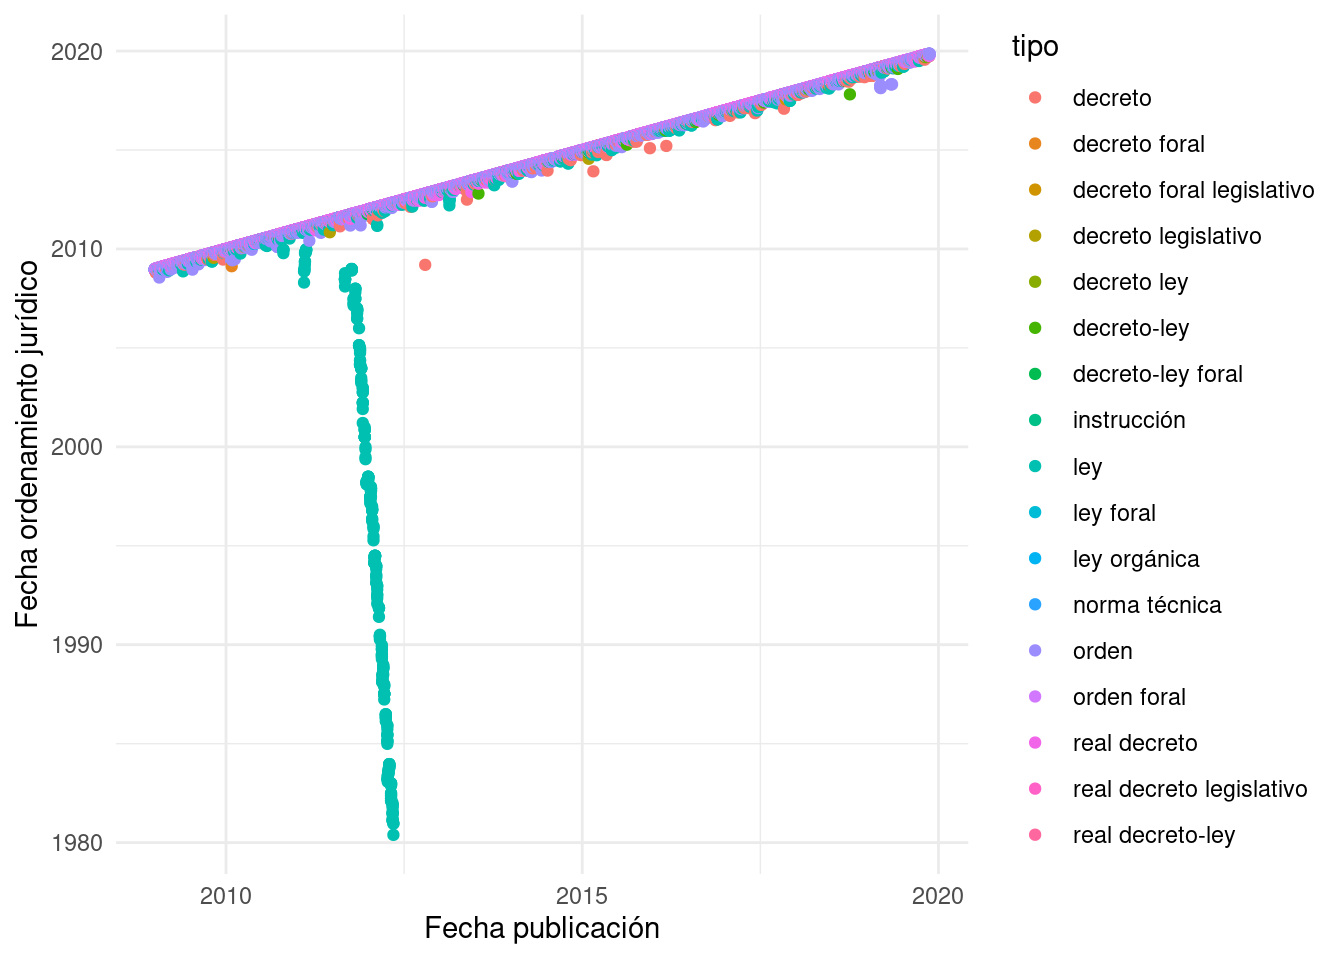 2020
2010
2000
1990
1980
Fecha ordenamiento jurídico
2010
2015
2020
Fecha publicación
tipo
decreto
decreto foral
decreto foral legislativo
decreto legislativo
decreto ley
decreto-ley
decreto-ley foral
instrucción
ley
ley foral
ley orgánica
norma técnica
orden
orden foral
real decreto
real decreto legislativo
real decreto-ley